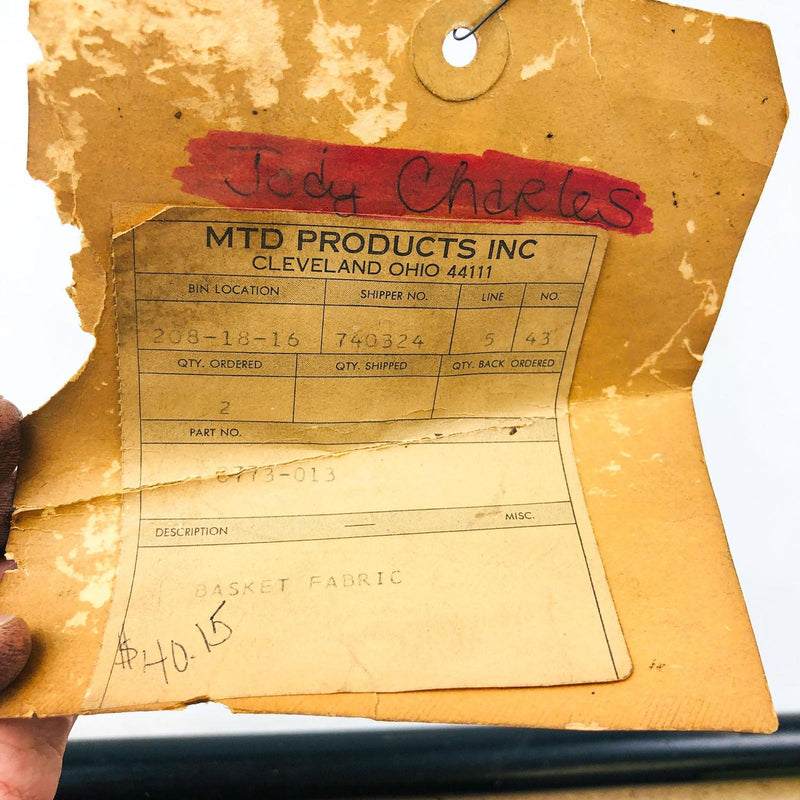 Jody Charles
MTD PRODUCTS INC
CLEVELAND OHIO 44111
BIN LOCATION SHIPPER NO. LINE NO.
208-18-16 740324 5 43
QTY. ORDERED QTY. SHIPPED QTY. BACK ORDERED
2
PART NO.
DESCRIPTION MISC.
BASKET FABRIC
$40.15